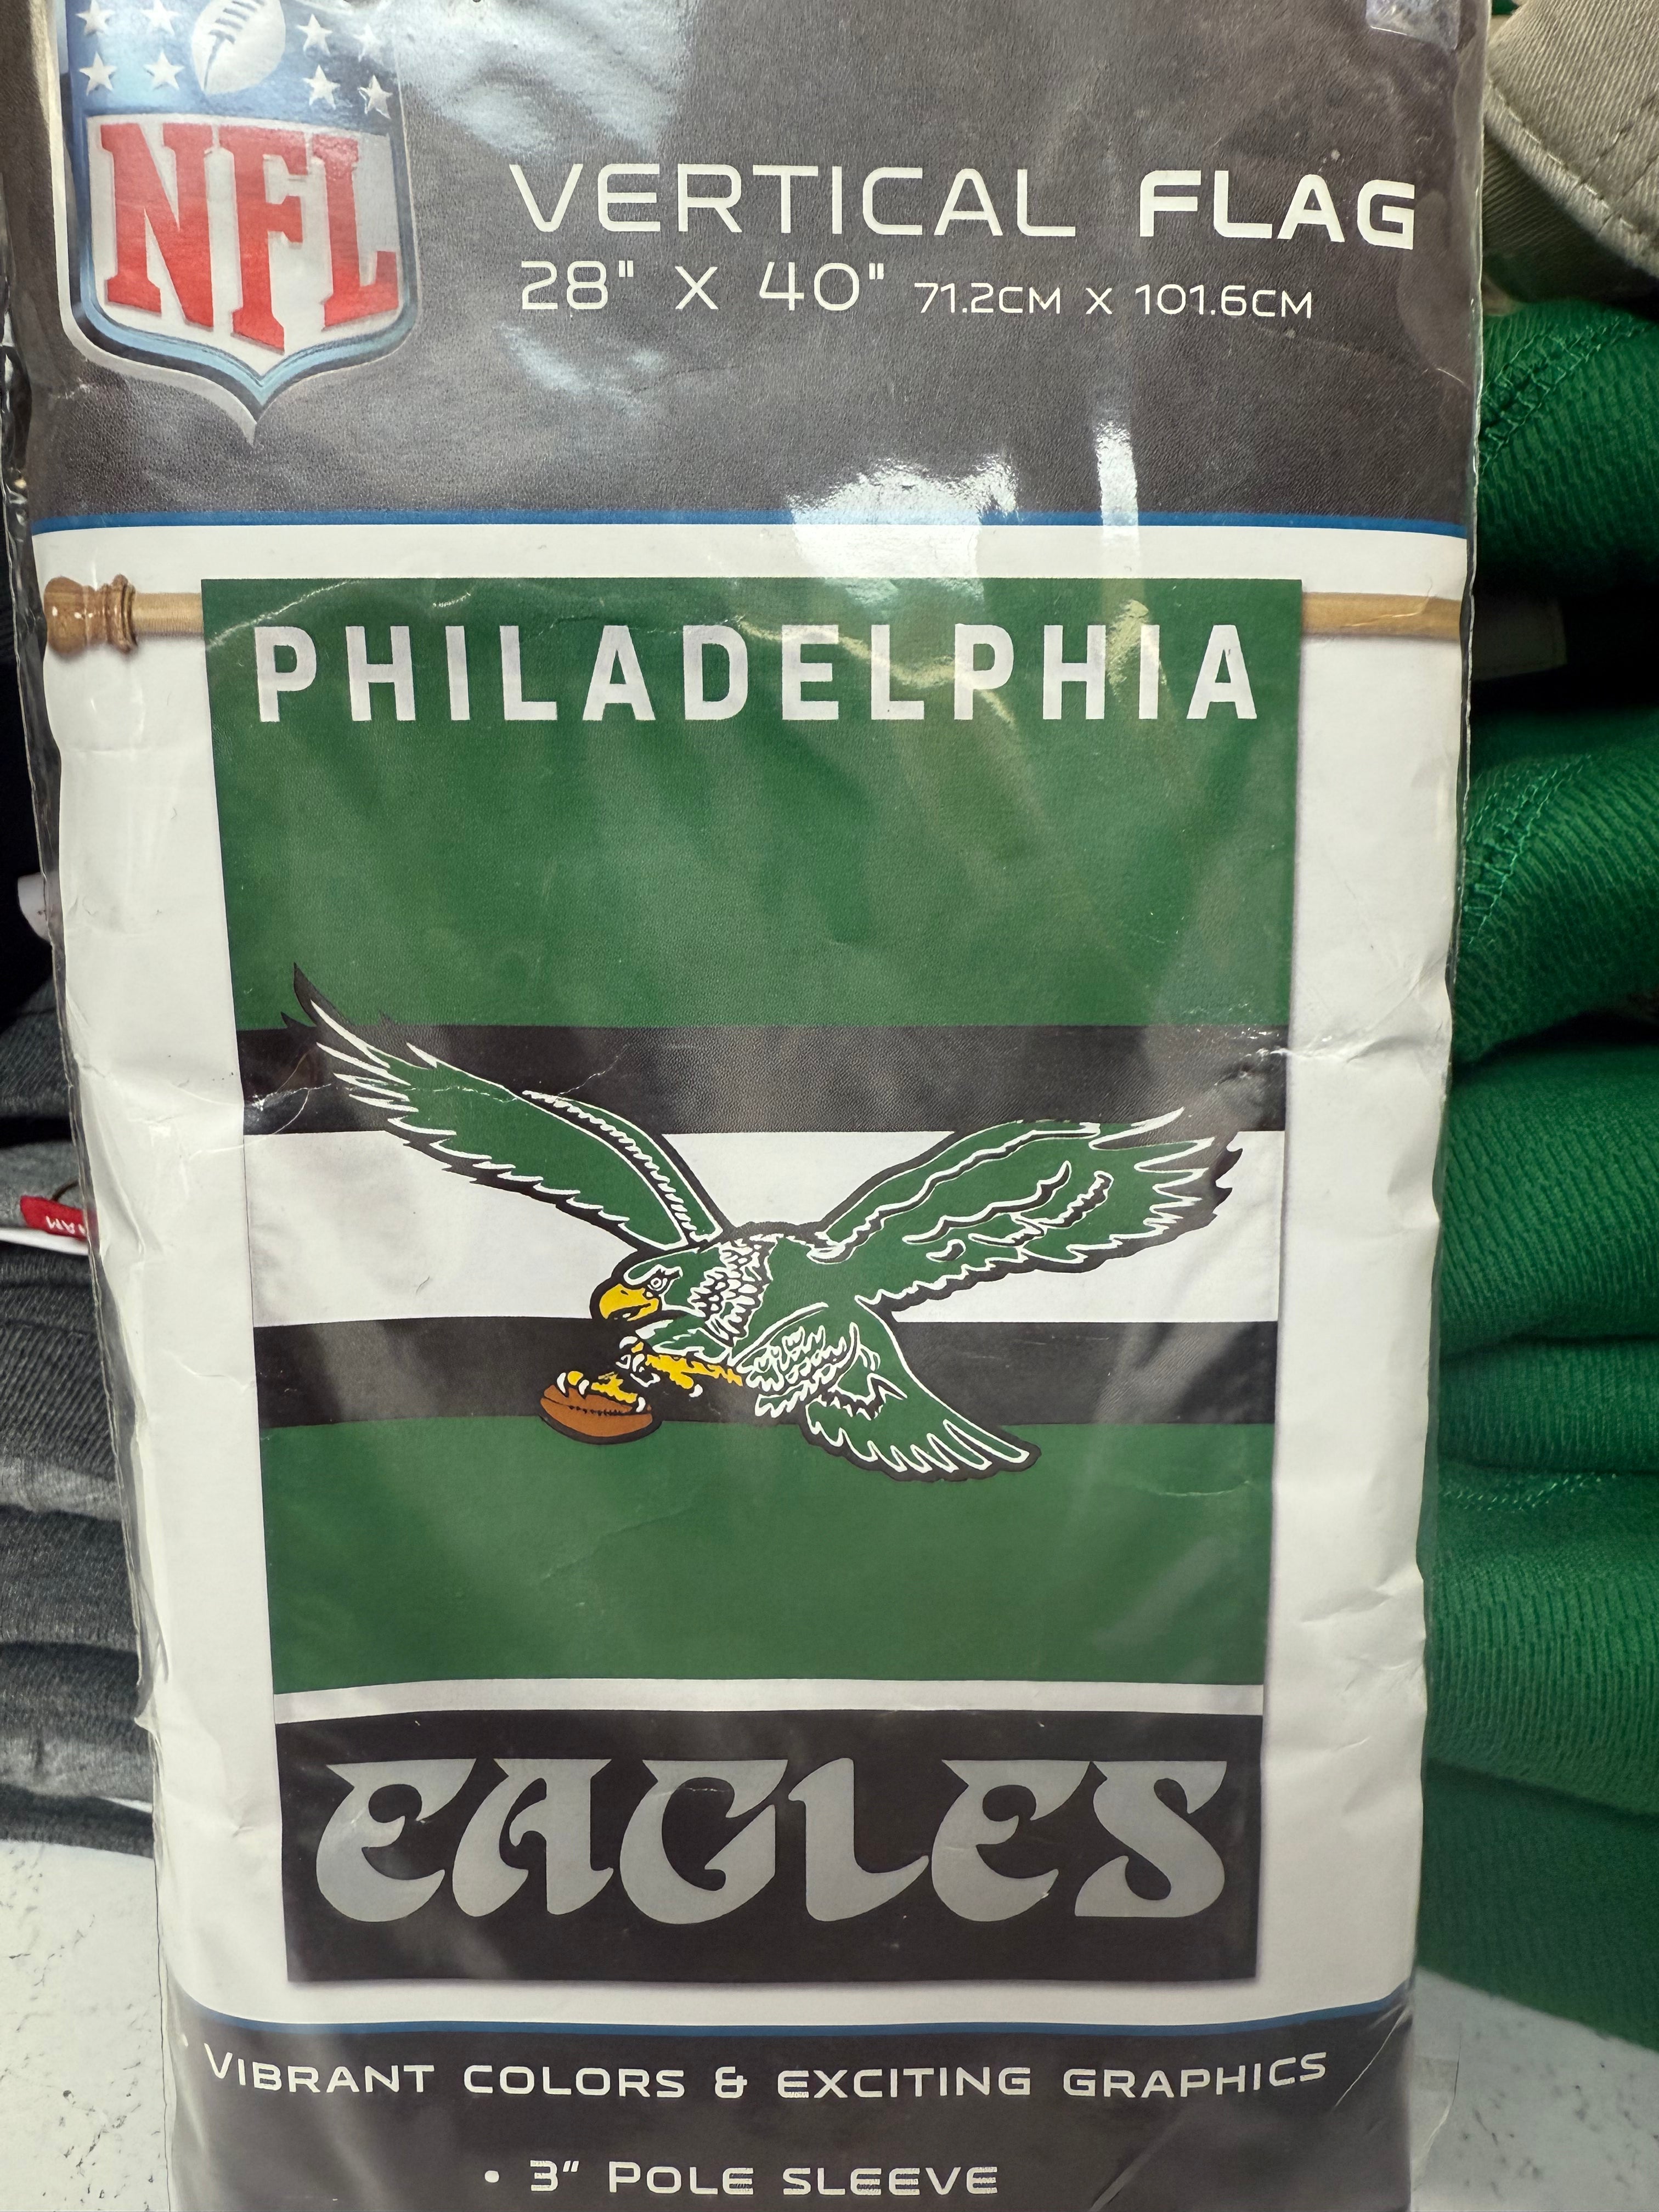 NFL
VERTICAL FLAG
28" X 40" 71.2CM X 101.6CM
PHILADELPHIA
EAGLES
VIBRANT COLORS & EXCITING GRAPHICS
• 3" POLE SLEEVE